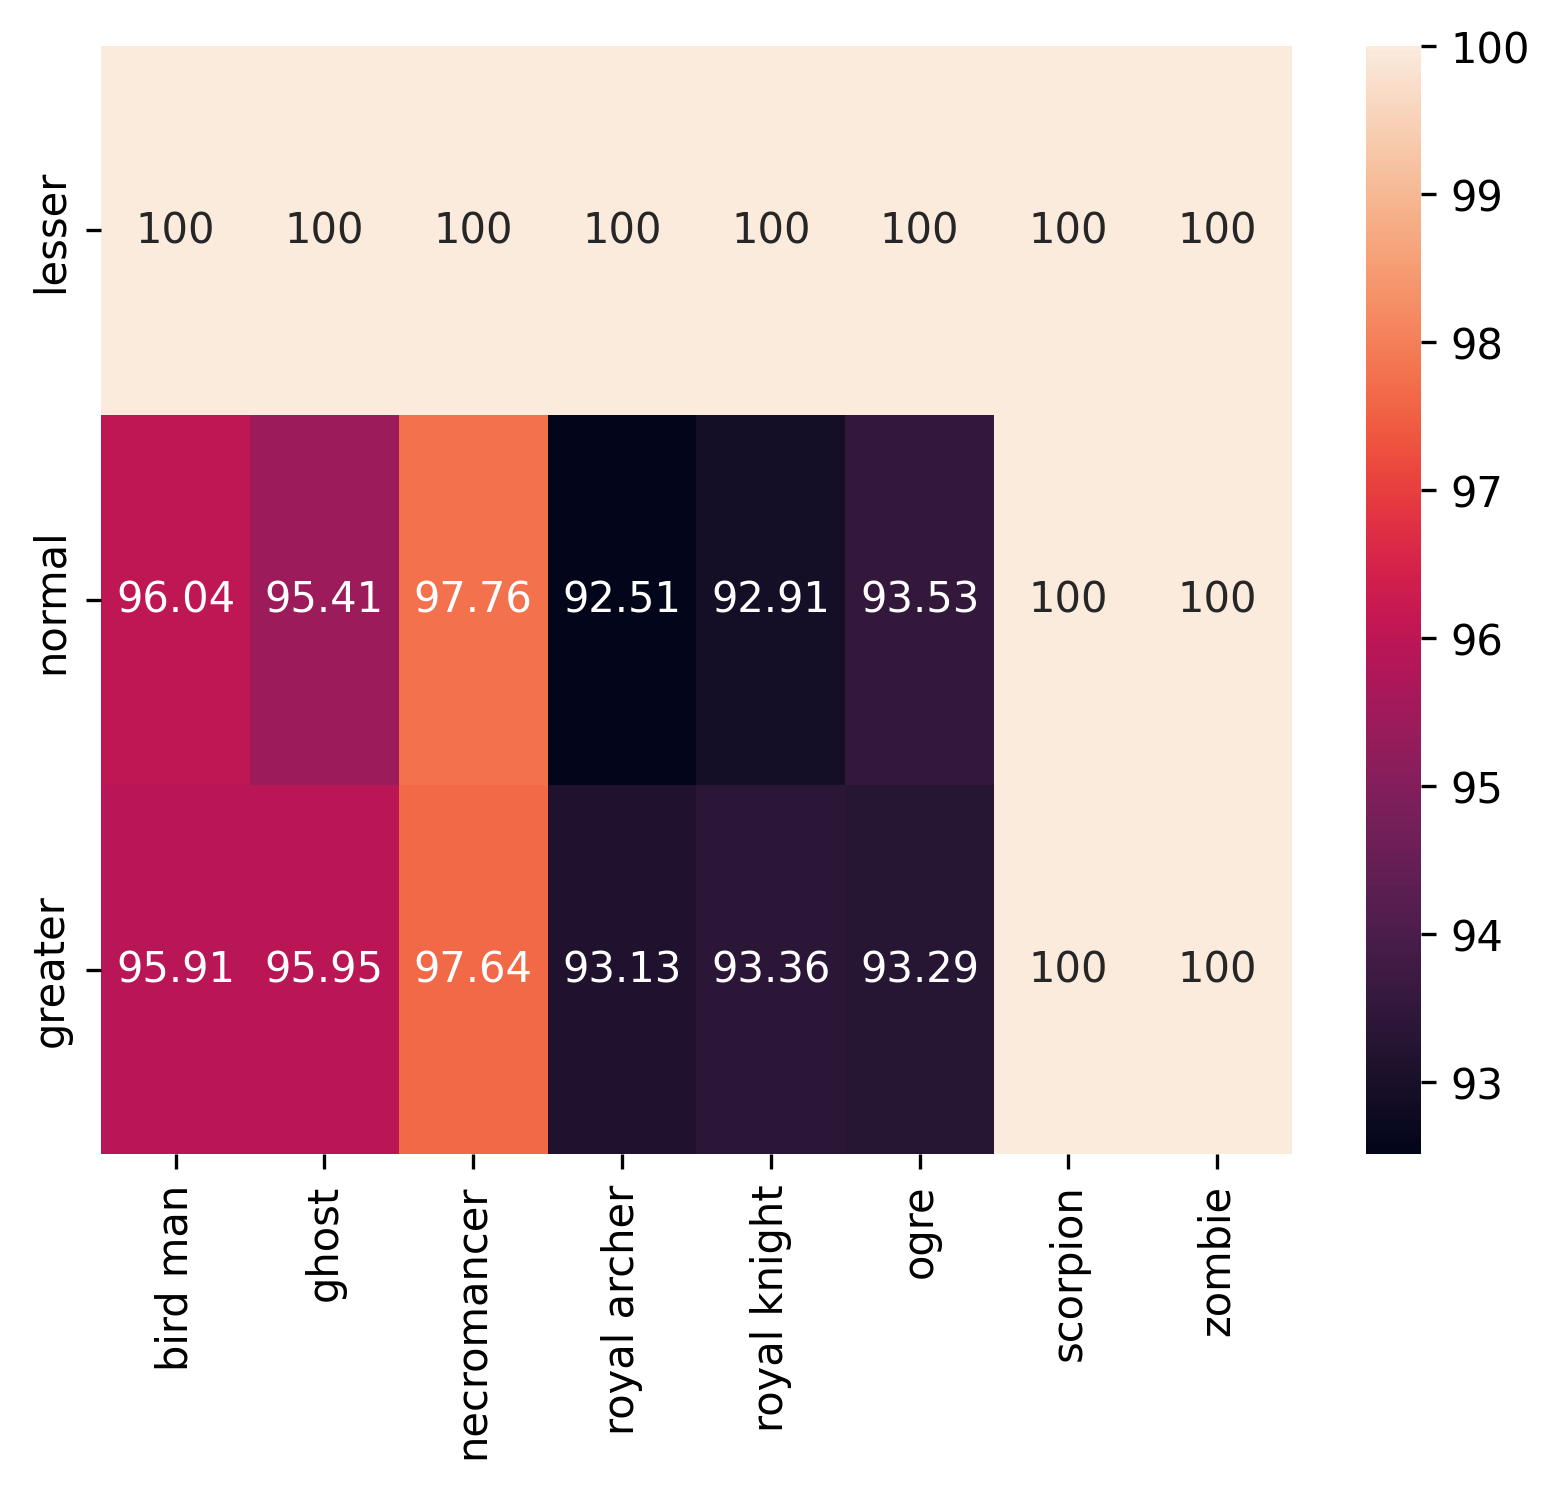 lesser
100 100 100 100 100 100 100 100
normal
96.04 95.41 97.76 92.51 92.91 93.53 100 100
greater
95.91 95.95 97.64 93.13 93.36 93.29 100 100
bird man
ghost
necromancer
royal archer
royal knight
ogre
scorpion
zombie
100
99
98
97
96
95
94
93